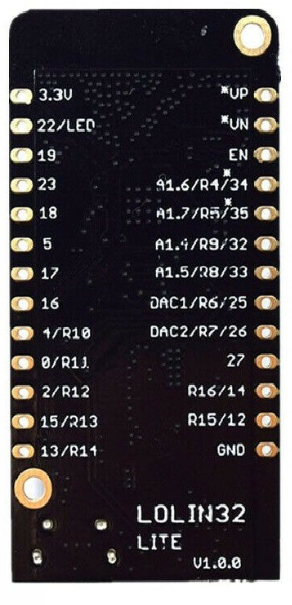 3.3V *UP
22/LED *UN
19 EN
23 A1.6/R4/*34
18 A1.7/R5/*35
5 A1.4/R9/32
17 A1.5/R8/33
16 DAC1/R6/25
4/R10 DAC2/R7/26
0/R11 27
2/R12 R16/14
15/R13 R15/12
13/R14 GND
LOLIN32
LITE
V1.0.0